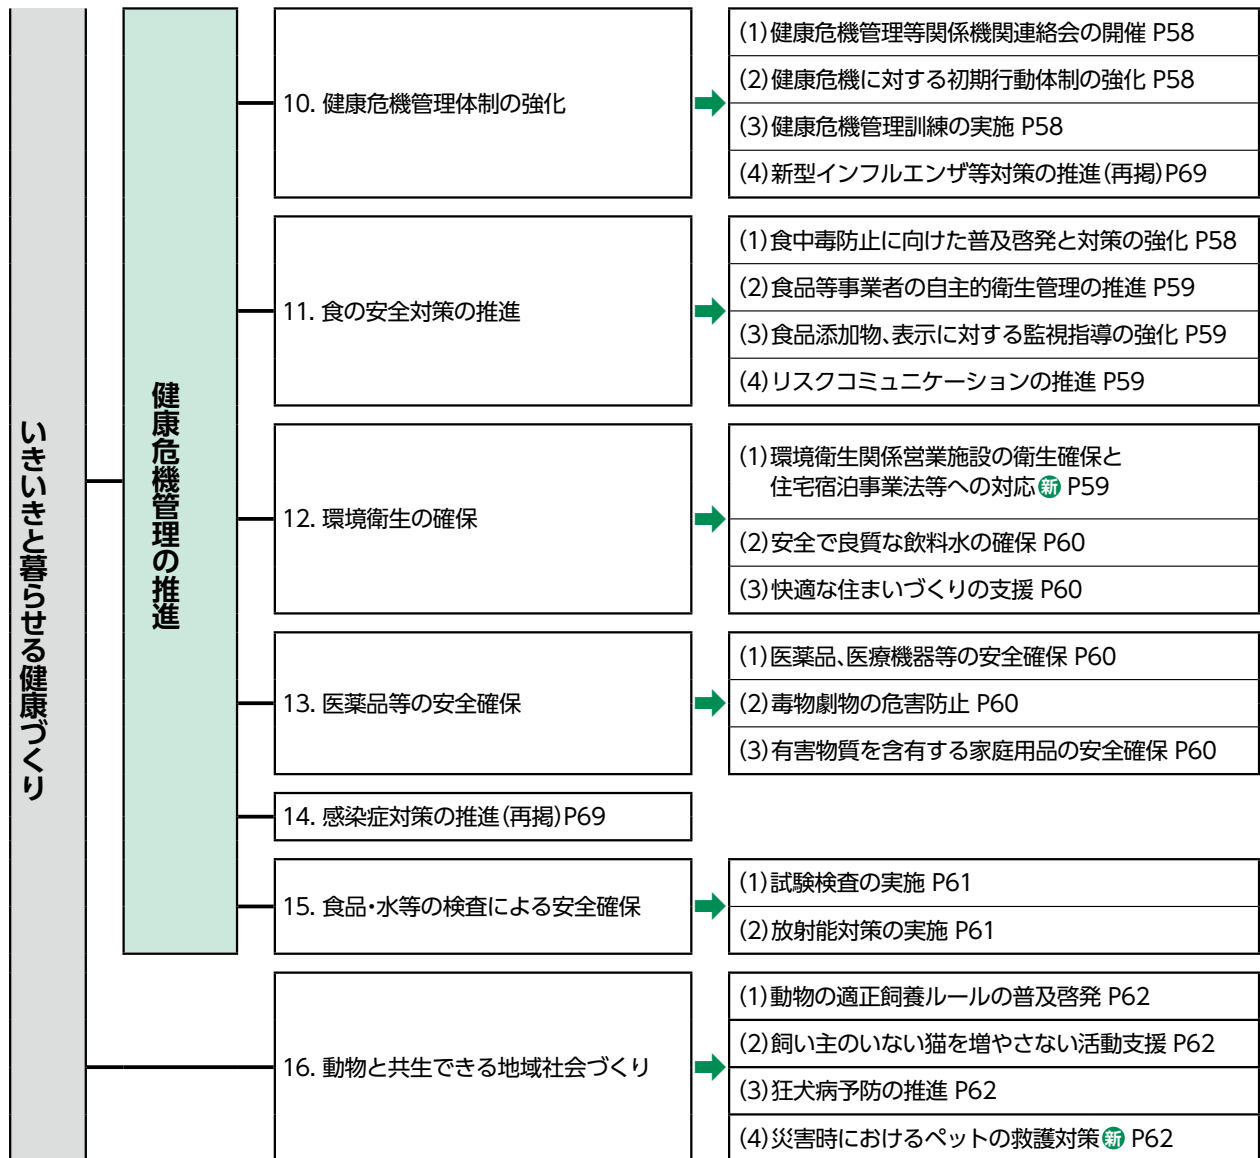 いきいきと暮らせる健康づくり
健康危機管理の推進
10. 健康危機管理体制の強化
(1)健康危機管理等関係機関連絡会の開催 P58
(2)健康危機に対する初期行動体制の強化 P58
(3)健康危機管理訓練の実施 P58
(4)新型インフルエンザ等対策の推進(再掲)P69
11. 食の安全対策の推進
(1)食中毒防止に向けた普及啓発と対策の強化 P58
(2)食品等事業者の自主的衛生管理の推進 P59
(3)食品添加物、表示に対する監視指導の強化 P59
(4)リスクコミュニケーションの推進 P59
12. 環境衛生の確保
(1)環境衛生関係営業施設の衛生確保と
住宅宿泊事業法等への対応 新 P59
(2)安全で良質な飲料水の確保 P60
(3)快適な住まいづくりの支援 P60
13. 医薬品等の安全確保
(1)医薬品、医療機器等の安全確保 P60
(2)毒物劇物の危害防止 P60
(3)有害物質を含有する家庭用品の安全確保 P60
14. 感染症対策の推進(再掲)P69
15. 食品・水等の検査による安全確保
(1)試験検査の実施 P61
(2)放射能対策の実施 P61
16. 動物と共生できる地域社会づくり
(1)動物の適正飼養ルールの普及啓発 P62
(2)飼い主のいない猫を増やさない活動支援 P62
(3)狂犬病予防の推進 P62
(4)災害時におけるペットの救護対策 新 P62